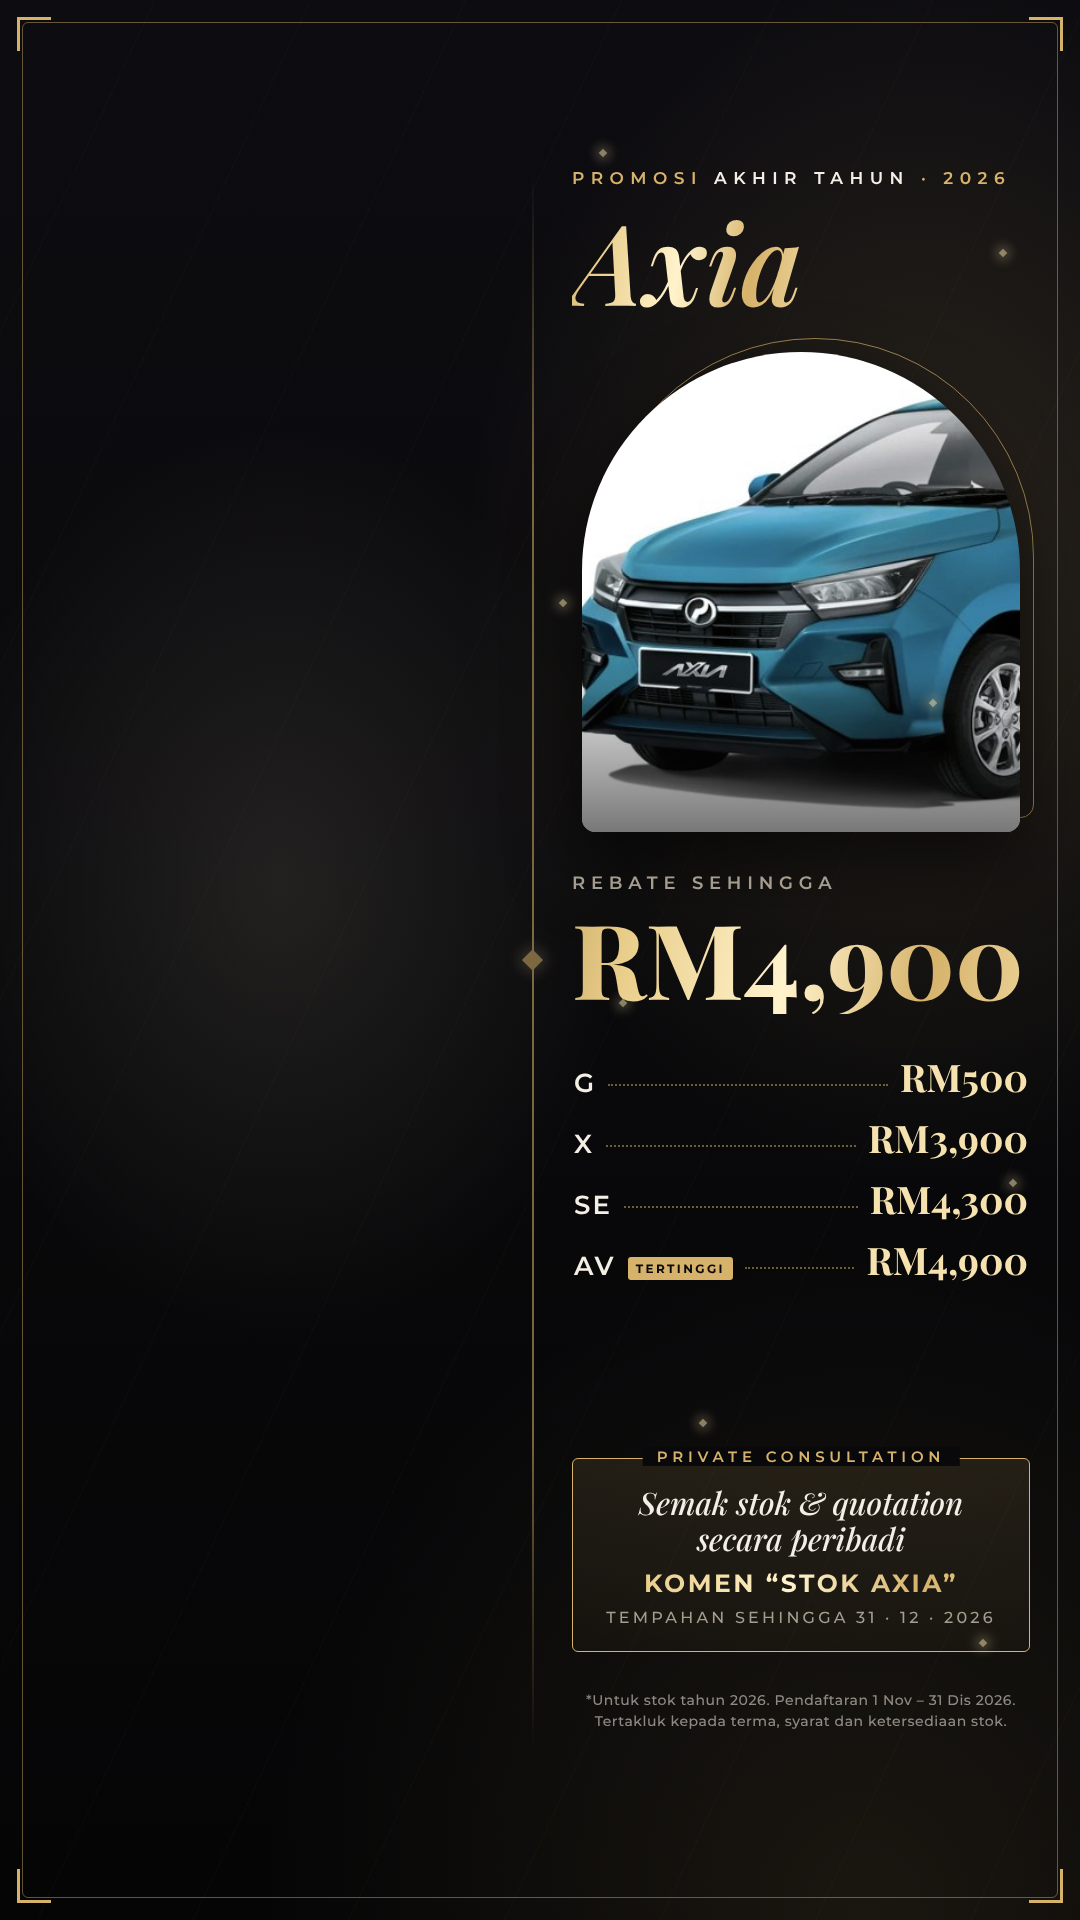 PROMOSI AKHIR TAHUN · 2026
Axia
AXIA
REBATE SEHINGGA
RM4,900
G RM500
X RM3,900
SE RM4,300
AV TERTINGGI RM4,900
PRIVATE CONSULTATION
Semak stok & quotation
secara peribadi
KOMEN “STOK AXIA”
TEMPAHAN SEHINGGA 31 · 12 · 2026
*Untuk stok tahun 2026. Pendaftaran 1 Nov – 31 Dis 2026.
Tertakluk kepada terma, syarat dan ketersediaan stok.